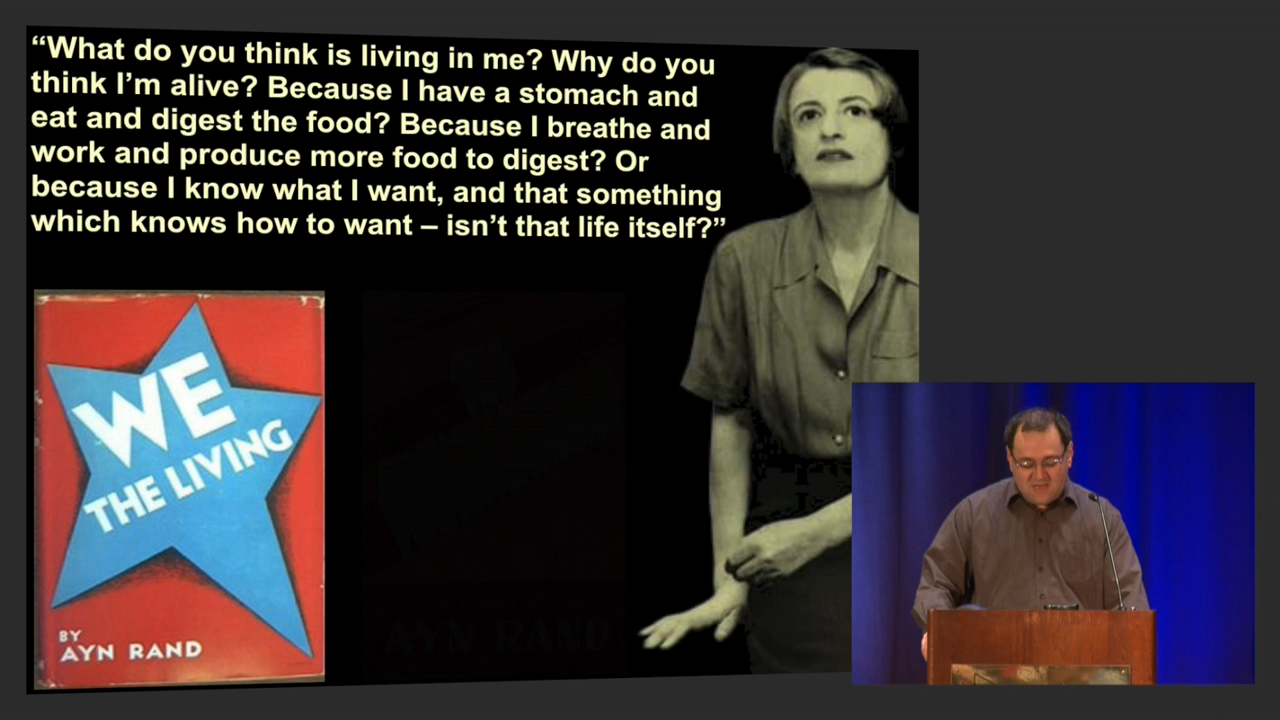 “What do you think is living in me? Why do you
think I’m alive? Because I have a stomach and
eat and digest the food? Because I breathe and
work and produce more food to digest? Or
because I know what I want, and that something
which knows how to want – isn’t that life itself?”
WE
THE LIVING
BY
AYN RAND
AYN RAND